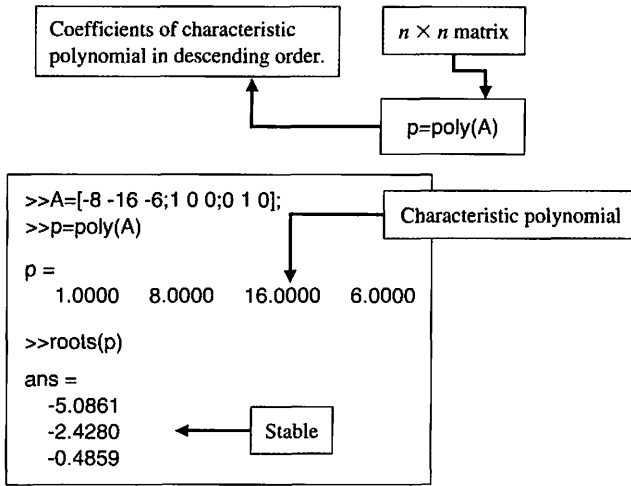 Coefficients of characteristic
polynomial in descending order.
n × n matrix
p=poly(A)
>>A=[-8 -16 -6;1 0 0;0 1 0];
>>p=poly(A)
Characteristic polynomial
p =
1.0000 8.0000 16.0000 6.0000
>>roots(p)
ans =
-5.0861
-2.4280
-0.4859
Stable